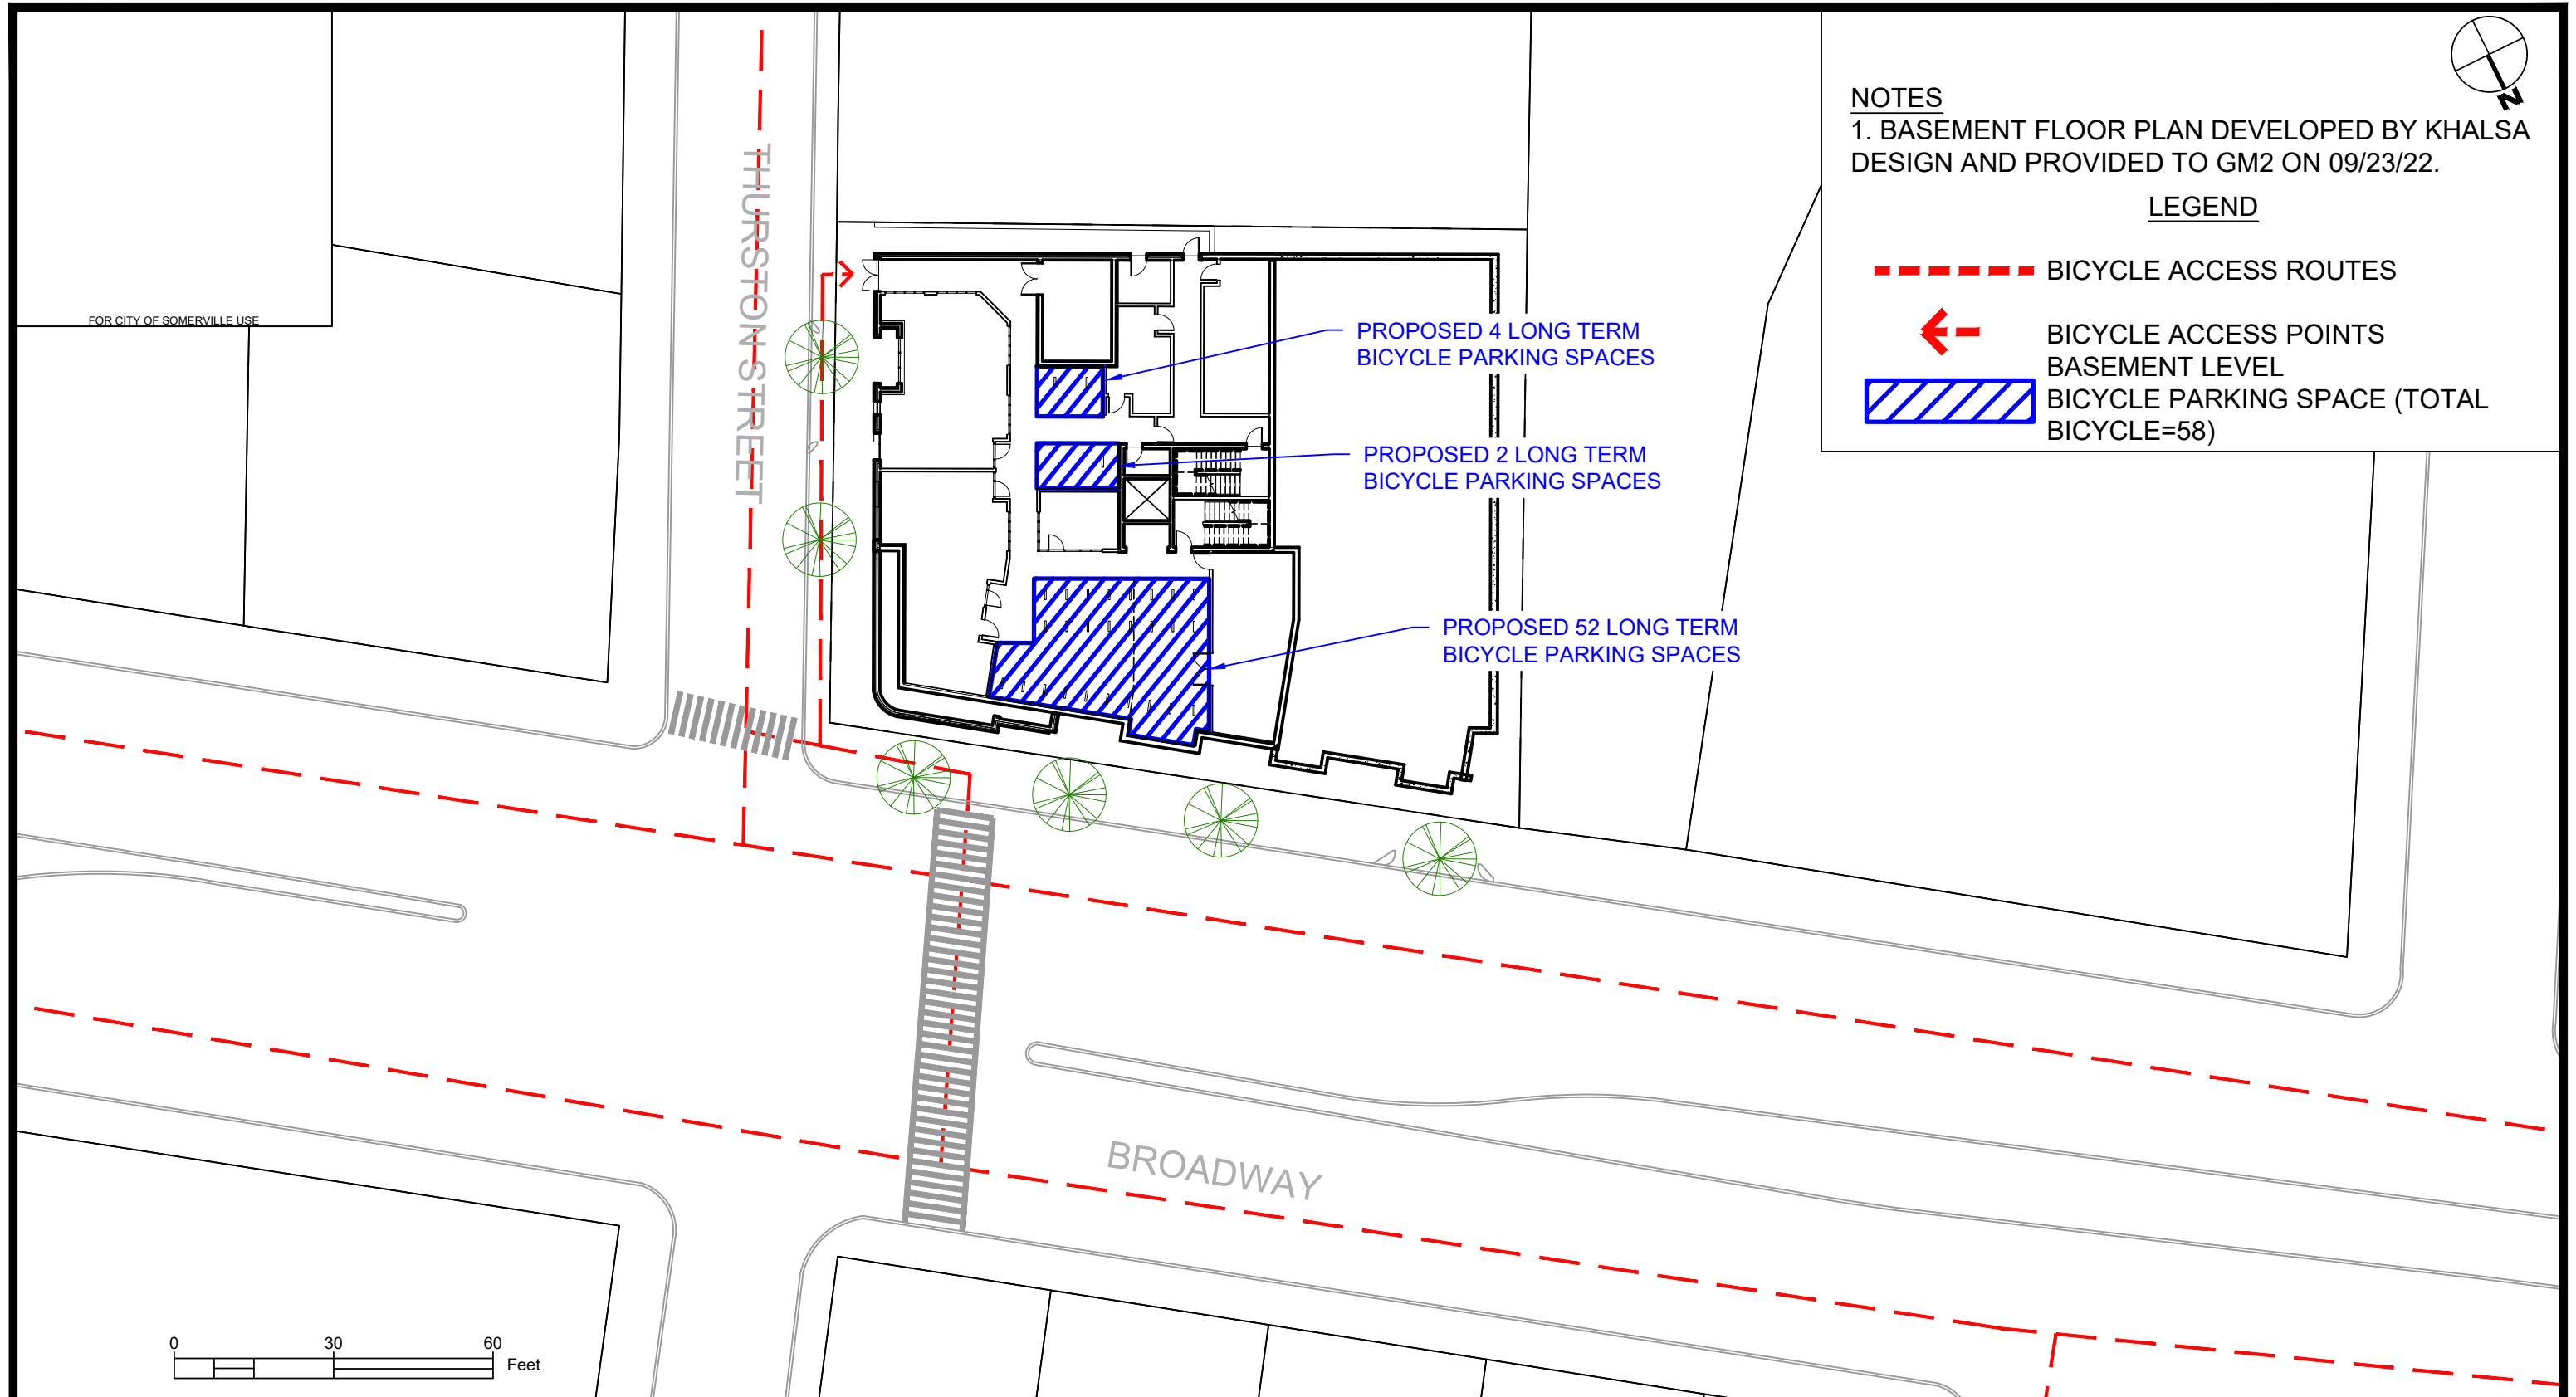 N
NOTES
1. BASEMENT FLOOR PLAN DEVELOPED BY KHALSA
DESIGN AND PROVIDED TO GM2 ON 09/23/22.
LEGEND
BICYCLE ACCESS ROUTES
BICYCLE ACCESS POINTS
BASEMENT LEVEL
BICYCLE PARKING SPACE (TOTAL
BICYCLE=58)
THURSTON STREET
FOR CITY OF SOMERVILLE USE
PROPOSED 4 LONG TERM
BICYCLE PARKING SPACES
PROPOSED 2 LONG TERM
BICYCLE PARKING SPACES
PROPOSED 52 LONG TERM
BICYCLE PARKING SPACES
BROADWAY
0 30 60
Feet